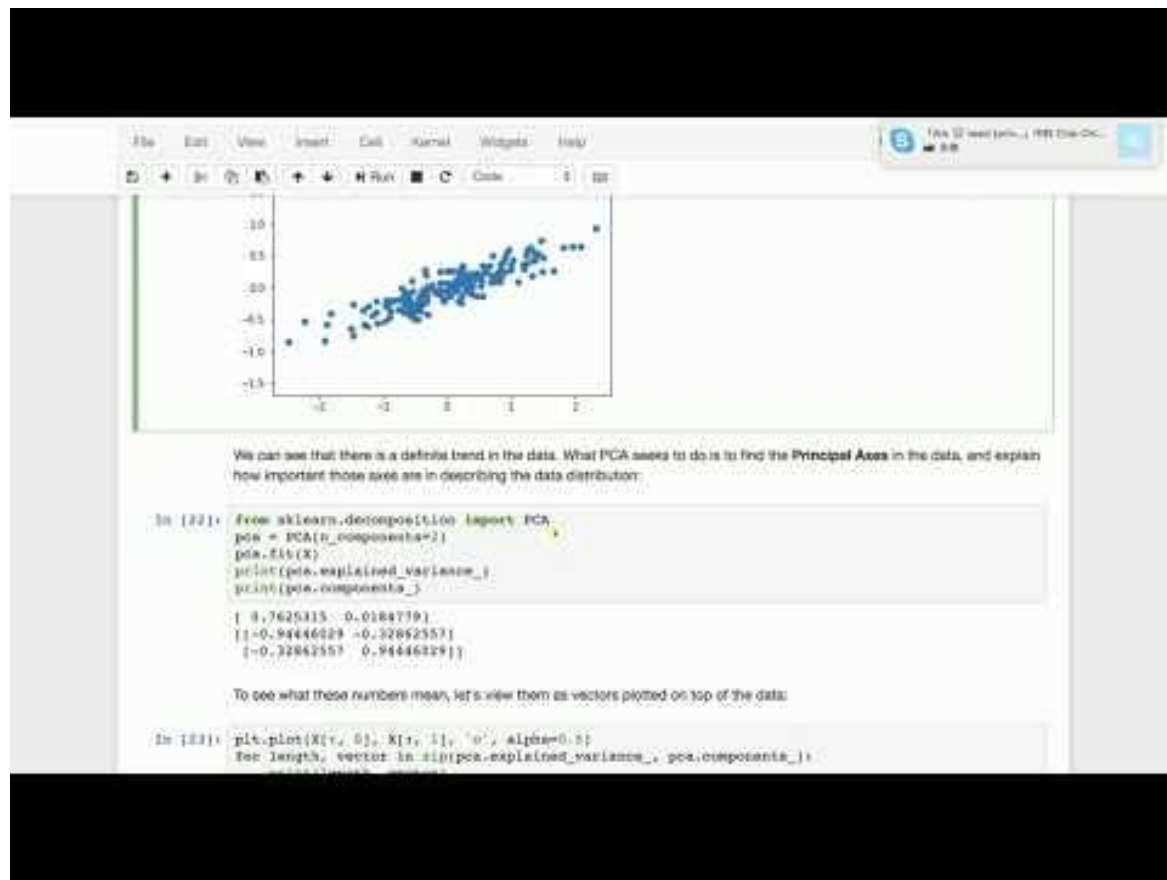 File Edit View Insert Cell Kernel Widgets Help
Run Code
1.0
0.5
0.0
-0.5
-1.0
-1.5
-2 -1 0 1 2
We can see that there is a definite trend in the data. What PCA seeks to do is to find the Principal Axes in the data, and explain
how important those axes are in describing the data distribution:
In [22]: from sklearn.decomposition import PCA
pca = PCA(n_components=2)
pca.fit(X)
print(pca.explained_variance_)
print(pca.components_)
[ 0.7625315 0.0184779]
[[-0.94446029 -0.32862557]
[-0.32862557 0.94446029]]
To see what these numbers mean, let's view them as vectors plotted on top of the data:
In [23]: plt.plot(X[:, 0], X[:, 1], 'o', alpha=0.5)
for length, vector in zip(pca.explained_variance_, pca.components_):